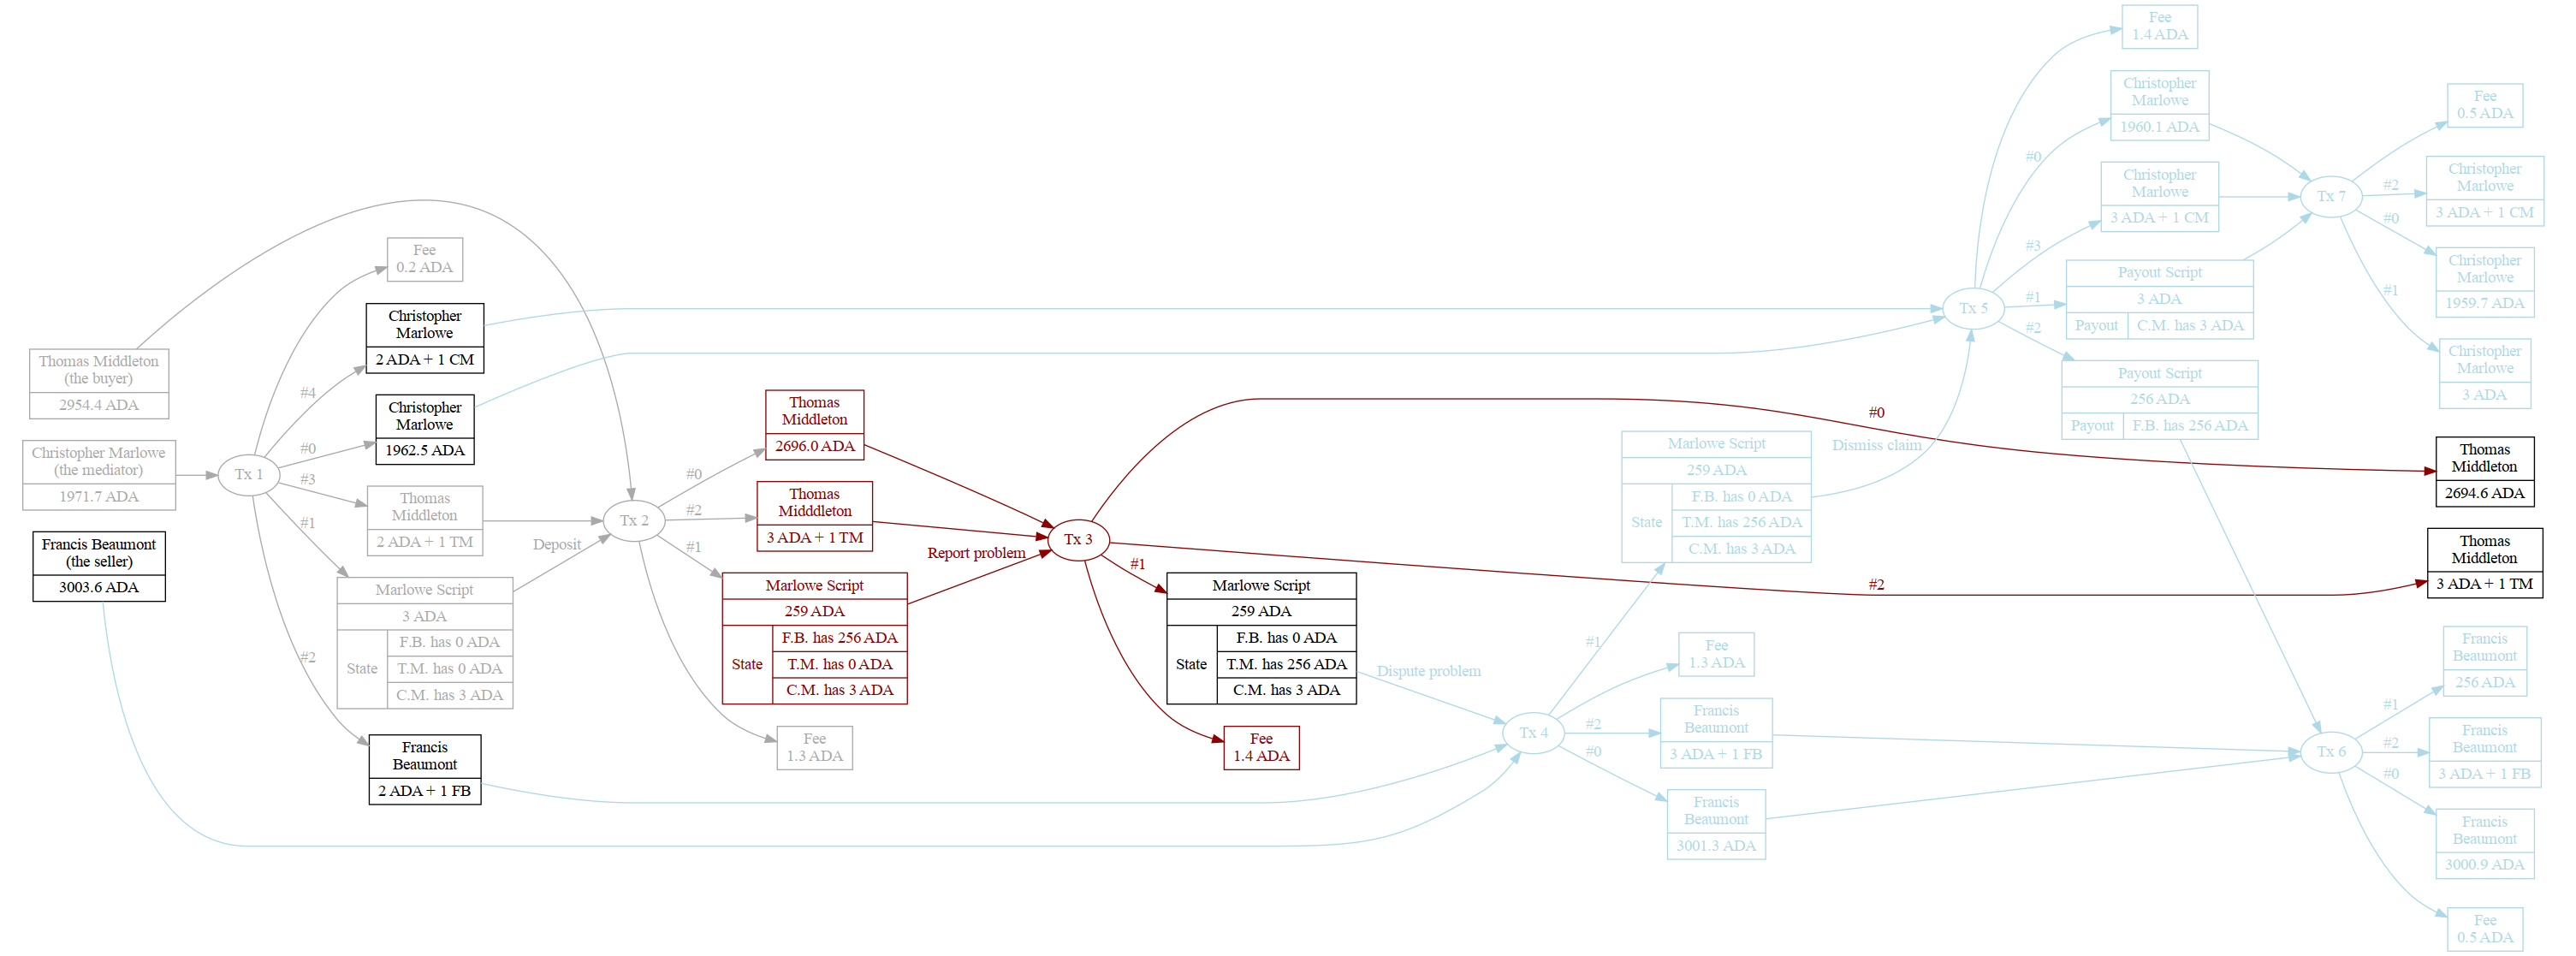 Thomas Middleton
(the buyer)
2954.4 ADA
Christopher Marlowe
(the mediator)
1971.7 ADA
Francis Beaumont
(the seller)
3003.6 ADA
Tx 1
#4
#0
#3
#1
#2
Fee
0.2 ADA
Christopher
Marlowe
2 ADA + 1 CM
Christopher
Marlowe
1962.5 ADA
Thomas
Middleton
2 ADA + 1 TM
Marlowe Script
3 ADA
State
F.B. has 0 ADA
T.M. has 0 ADA
C.M. has 3 ADA
Francis
Beaumont
2 ADA + 1 FB
Deposit
Tx 2
#0
#2
#1
Thomas
Middleton
2696.0 ADA
Thomas
Midddleton
3 ADA + 1 TM
Marlowe Script
259 ADA
State
F.B. has 256 ADA
T.M. has 0 ADA
C.M. has 3 ADA
Fee
1.3 ADA
Report problem
Tx 3
#1
#0
#2
Marlowe Script
259 ADA
State
F.B. has 0 ADA
T.M. has 256 ADA
C.M. has 3 ADA
Fee
1.4 ADA
Dispute problem
Tx 4
#1
#2
#0
Marlowe Script
259 ADA
State
F.B. has 0 ADA
T.M. has 256 ADA
C.M. has 3 ADA
Fee
1.3 ADA
Francis
Beaumont
3 ADA + 1 FB
Francis
Beaumont
3001.3 ADA
Dismiss claim
Tx 5
#0
#3
#1
#2
Fee
1.4 ADA
Christopher
Marlowe
1960.1 ADA
Christopher
Marlowe
3 ADA + 1 CM
Payout Script
3 ADA
Payout
C.M. has 3 ADA
Payout Script
256 ADA
Payout
F.B. has 256 ADA
Tx 7
#2
#0
#1
Fee
0.5 ADA
Christopher
Marlowe
3 ADA + 1 CM
Christopher
Marlowe
1959.7 ADA
Christopher
Marlowe
3 ADA
Thomas
Middleton
2694.6 ADA
Thomas
Middleton
3 ADA + 1 TM
Tx 6
#1
#2
#0
Francis
Beaumont
256 ADA
Francis
Beaumont
3 ADA + 1 FB
Francis
Beaumont
3000.9 ADA
Fee
0.5 ADA